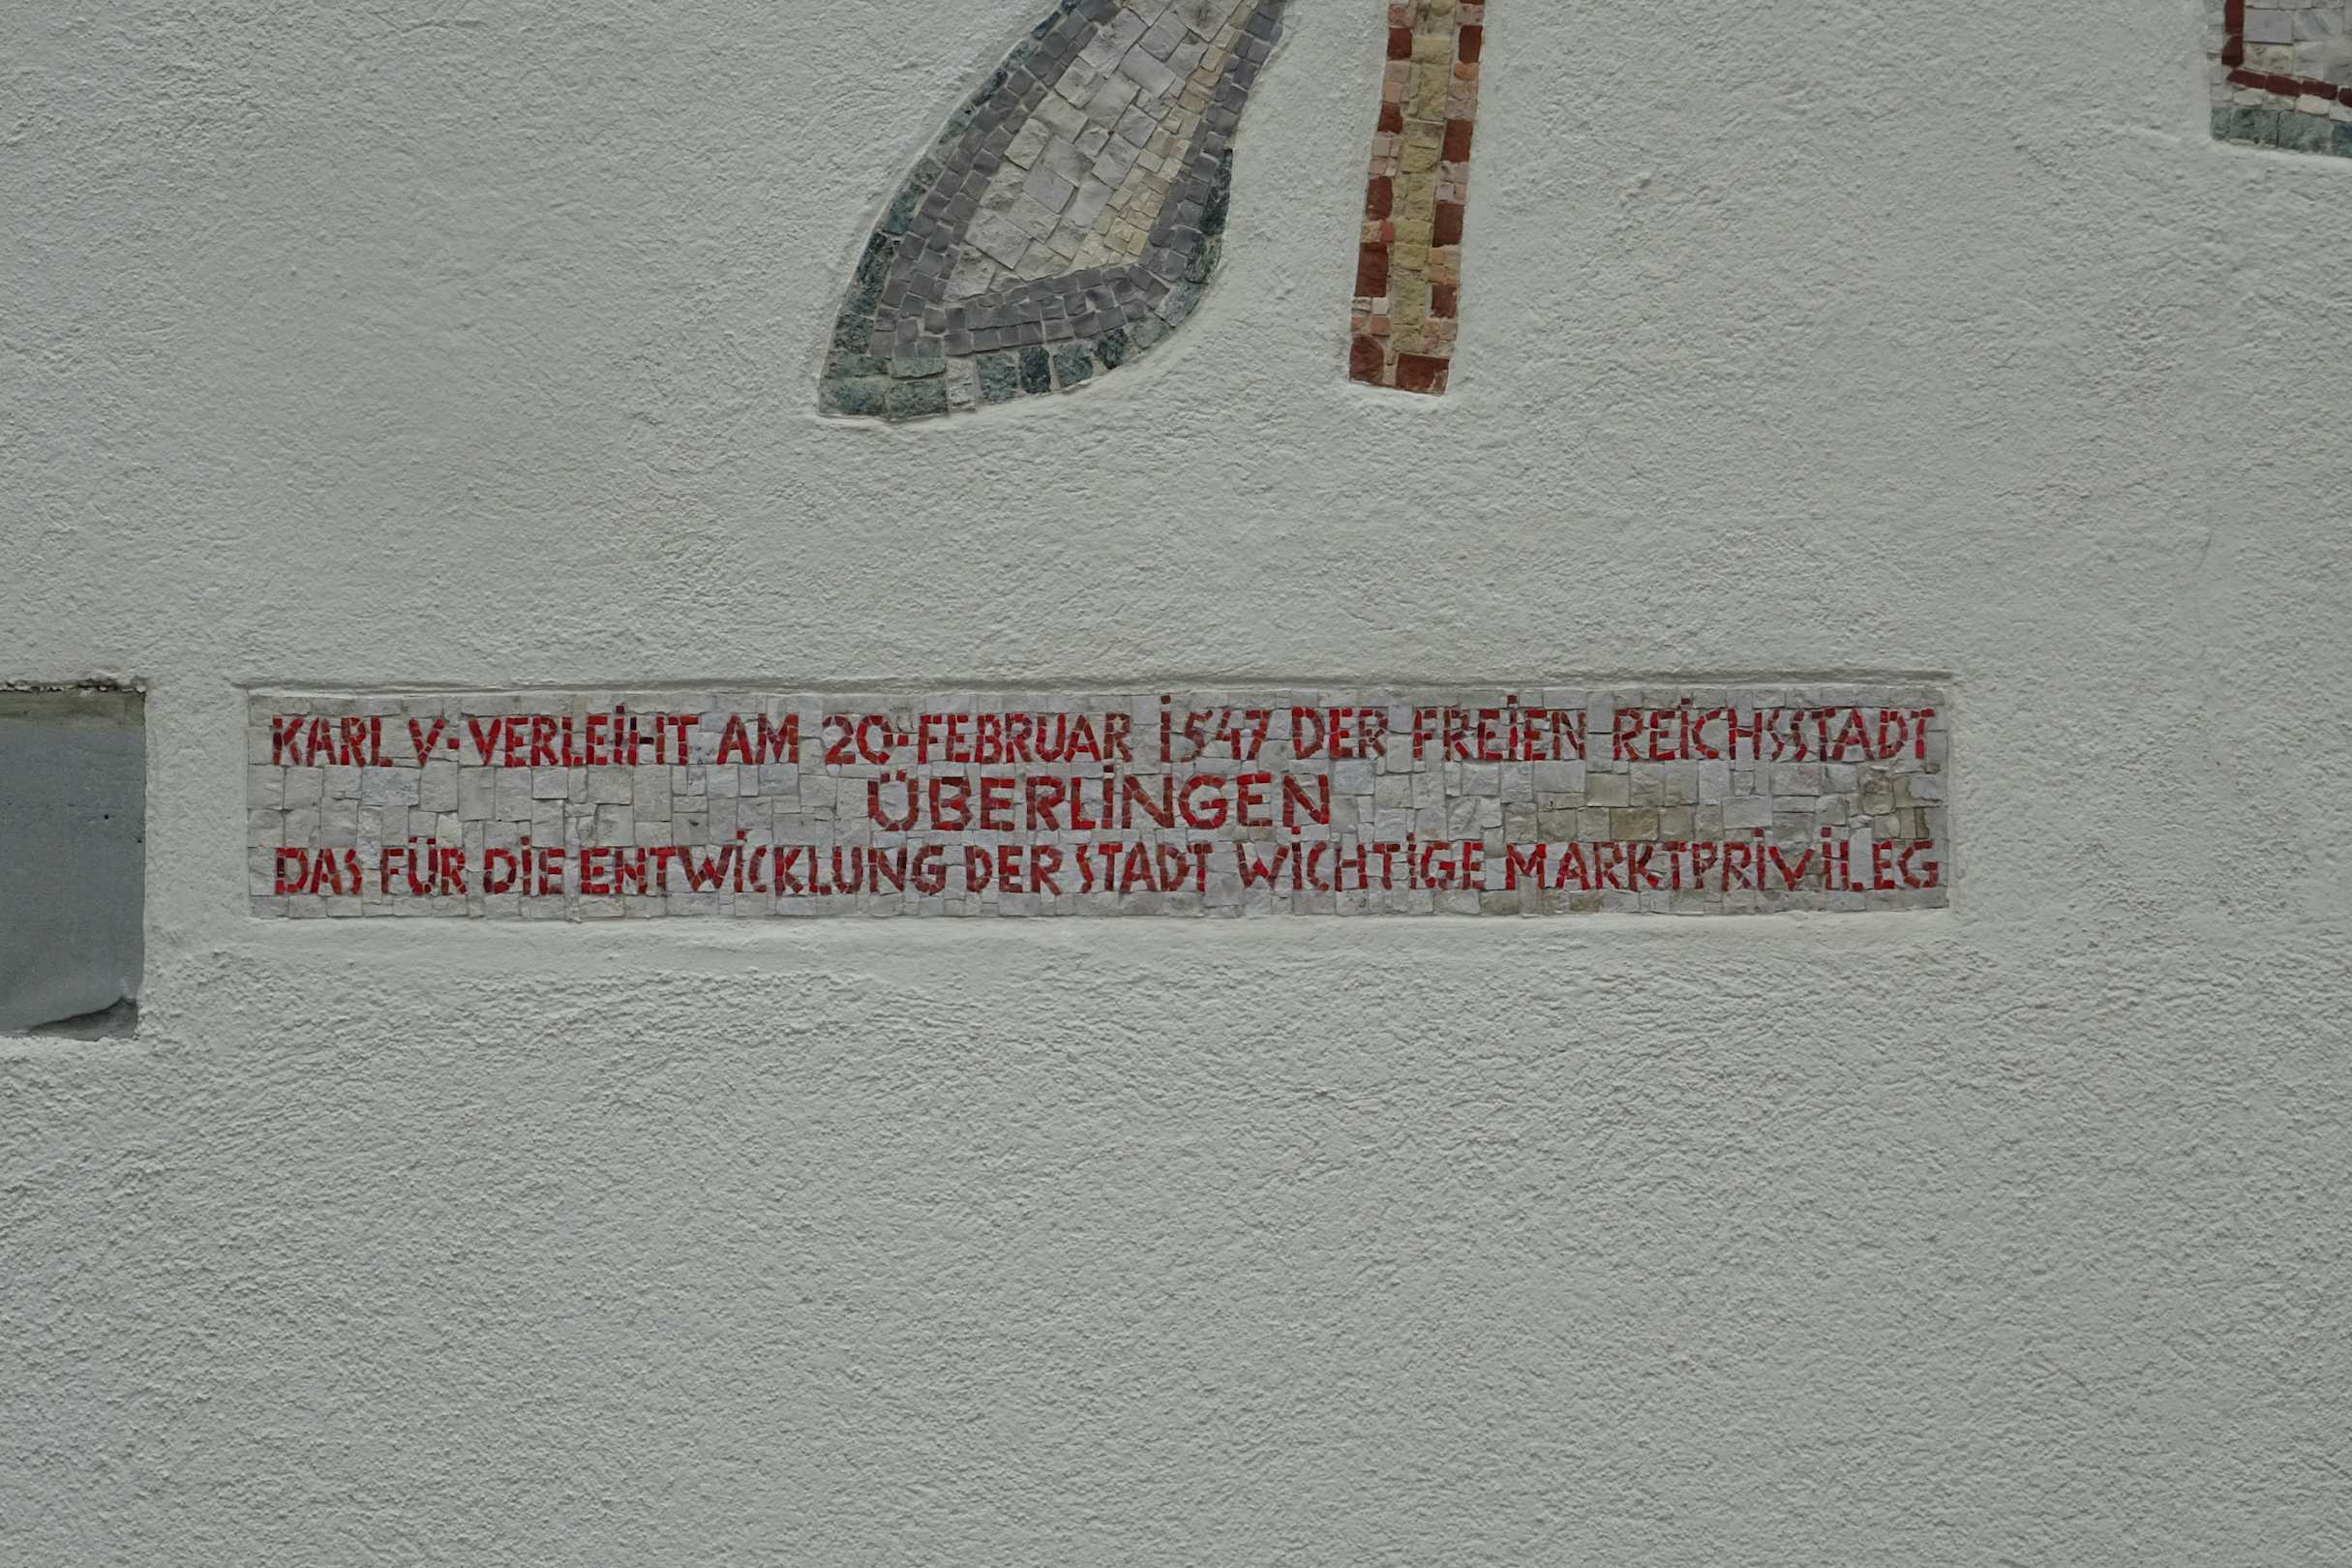 KARL V· VERLEiHT AM 20·FEBRUAR 1547 DER FREiEN REiCHSSTADT
ÜBERLiNGEN
DAS FÜR DiE ENTWiCKLUNG DER STADT WiCHTiGE MARKTPRiViLEG